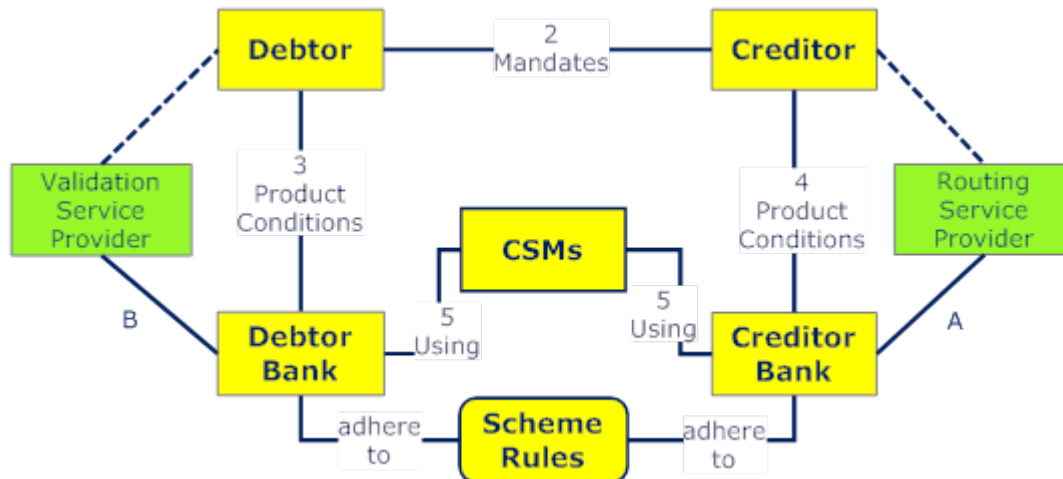 Debtor
2
Mandates
Creditor
Validation
Service
Provider
3
Product
Conditions
4
Product
Conditions
Routing
Service
Provider
CSMs
B
5
Using
5
Using
A
Debtor
Bank
Creditor
Bank
adhere
to
Scheme
Rules
adhere
to